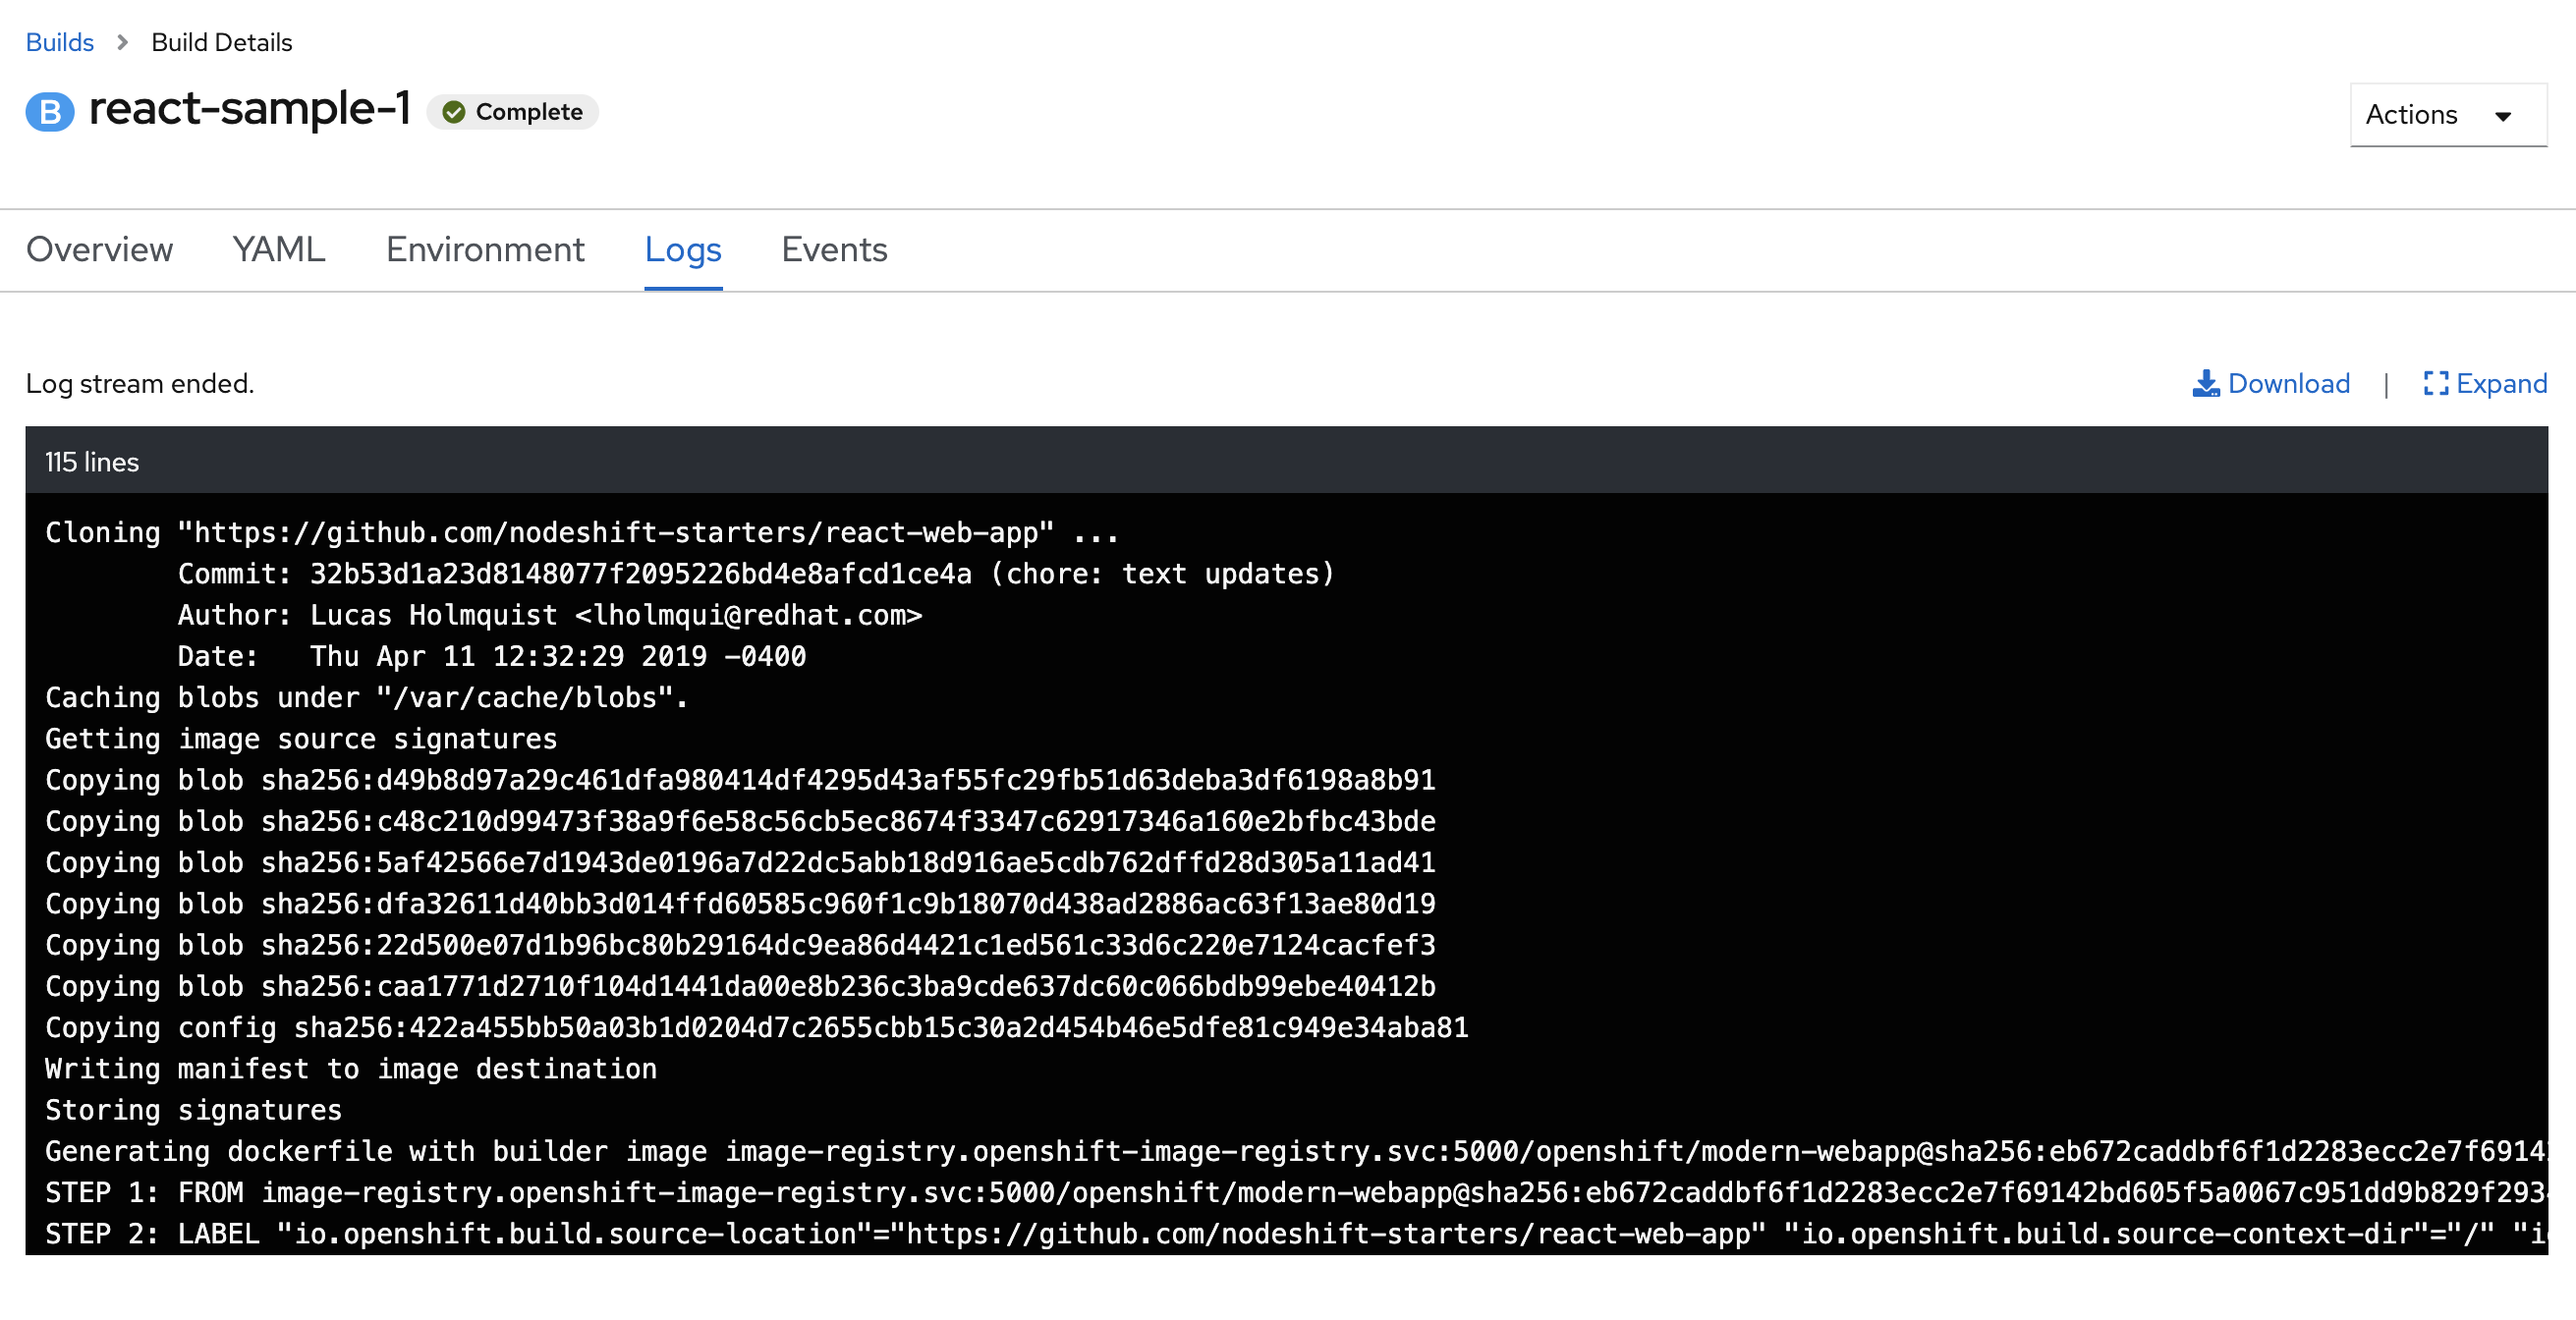 Builds > Build Details
B react-sample-1 Complete
Actions
Overview YAML Environment Logs Events
Log stream ended.
Download | Expand
115 lines
Cloning "https://github.com/nodeshift-starters/react-web-app" ...
Commit: 32b53d1a23d8148077f2095226bd4e8afcd1ce4a (chore: text updates)
Author: Lucas Holmquist <lholmqui@redhat.com>
Date:   Thu Apr 11 12:32:29 2019 -0400
Caching blobs under "/var/cache/blobs".
Getting image source signatures
Copying blob sha256:d49b8d97a29c461dfa980414df4295d43af55fc29fb51d63deba3df6198a8b91
Copying blob sha256:c48c210d99473f38a9f6e58c56cb5ec8674f3347c62917346a160e2bfbc43bde
Copying blob sha256:5af42566e7d1943de0196a7d22dc5abb18d916ae5cdb762dffd28d305a11ad41
Copying blob sha256:dfa32611d40bb3d014ffd60585c960f1c9b18070d438ad2886ac63f13ae80d19
Copying blob sha256:22d500e07d1b96bc80b29164dc9ea86d4421c1ed561c33d6c220e7124cacfef3
Copying blob sha256:caa1771d2710f104d1441da00e8b236c3ba9cde637dc60c066bdb99ebe40412b
Copying config sha256:422a455bb50a03b1d0204d7c2655cbb15c30a2d454b46e5dfe81c949e34aba81
Writing manifest to image destination
Storing signatures
Generating dockerfile with builder image image-registry.openshift-image-registry.svc:5000/openshift/modern-webapp@sha256:eb672caddbf6f1d2283ecc2e7f6914
STEP 1: FROM image-registry.openshift-image-registry.svc:5000/openshift/modern-webapp@sha256:eb672caddbf6f1d2283ecc2e7f69142bd605f5a0067c951dd9b829f293
STEP 2: LABEL "io.openshift.build.source-location"="https://github.com/nodeshift-starters/react-web-app" "io.openshift.build.source-context-dir"="/" "i